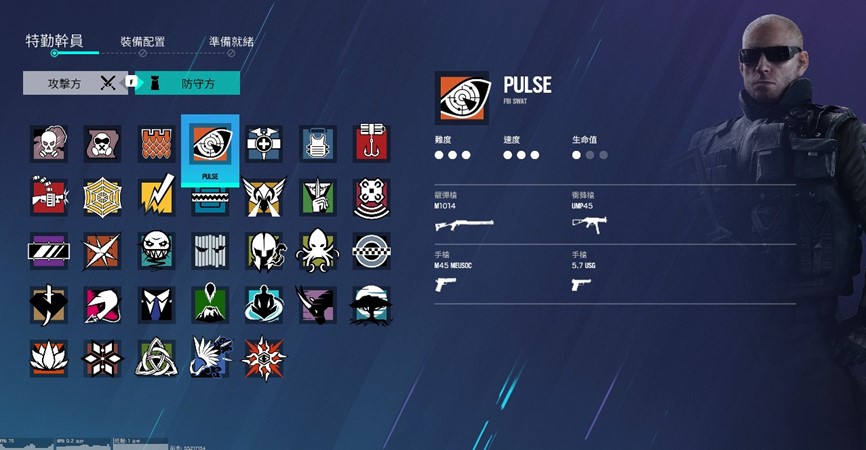 特勤幹員
裝備配置
準備就緒
攻擊方
F
防守方
PULSE
FBI SWAT
難度
速度
生命值
PULSE
霰彈槍
衝鋒槍
M1014
UMP45
手槍
手槍
M45 MEUSOC
5.7 USG